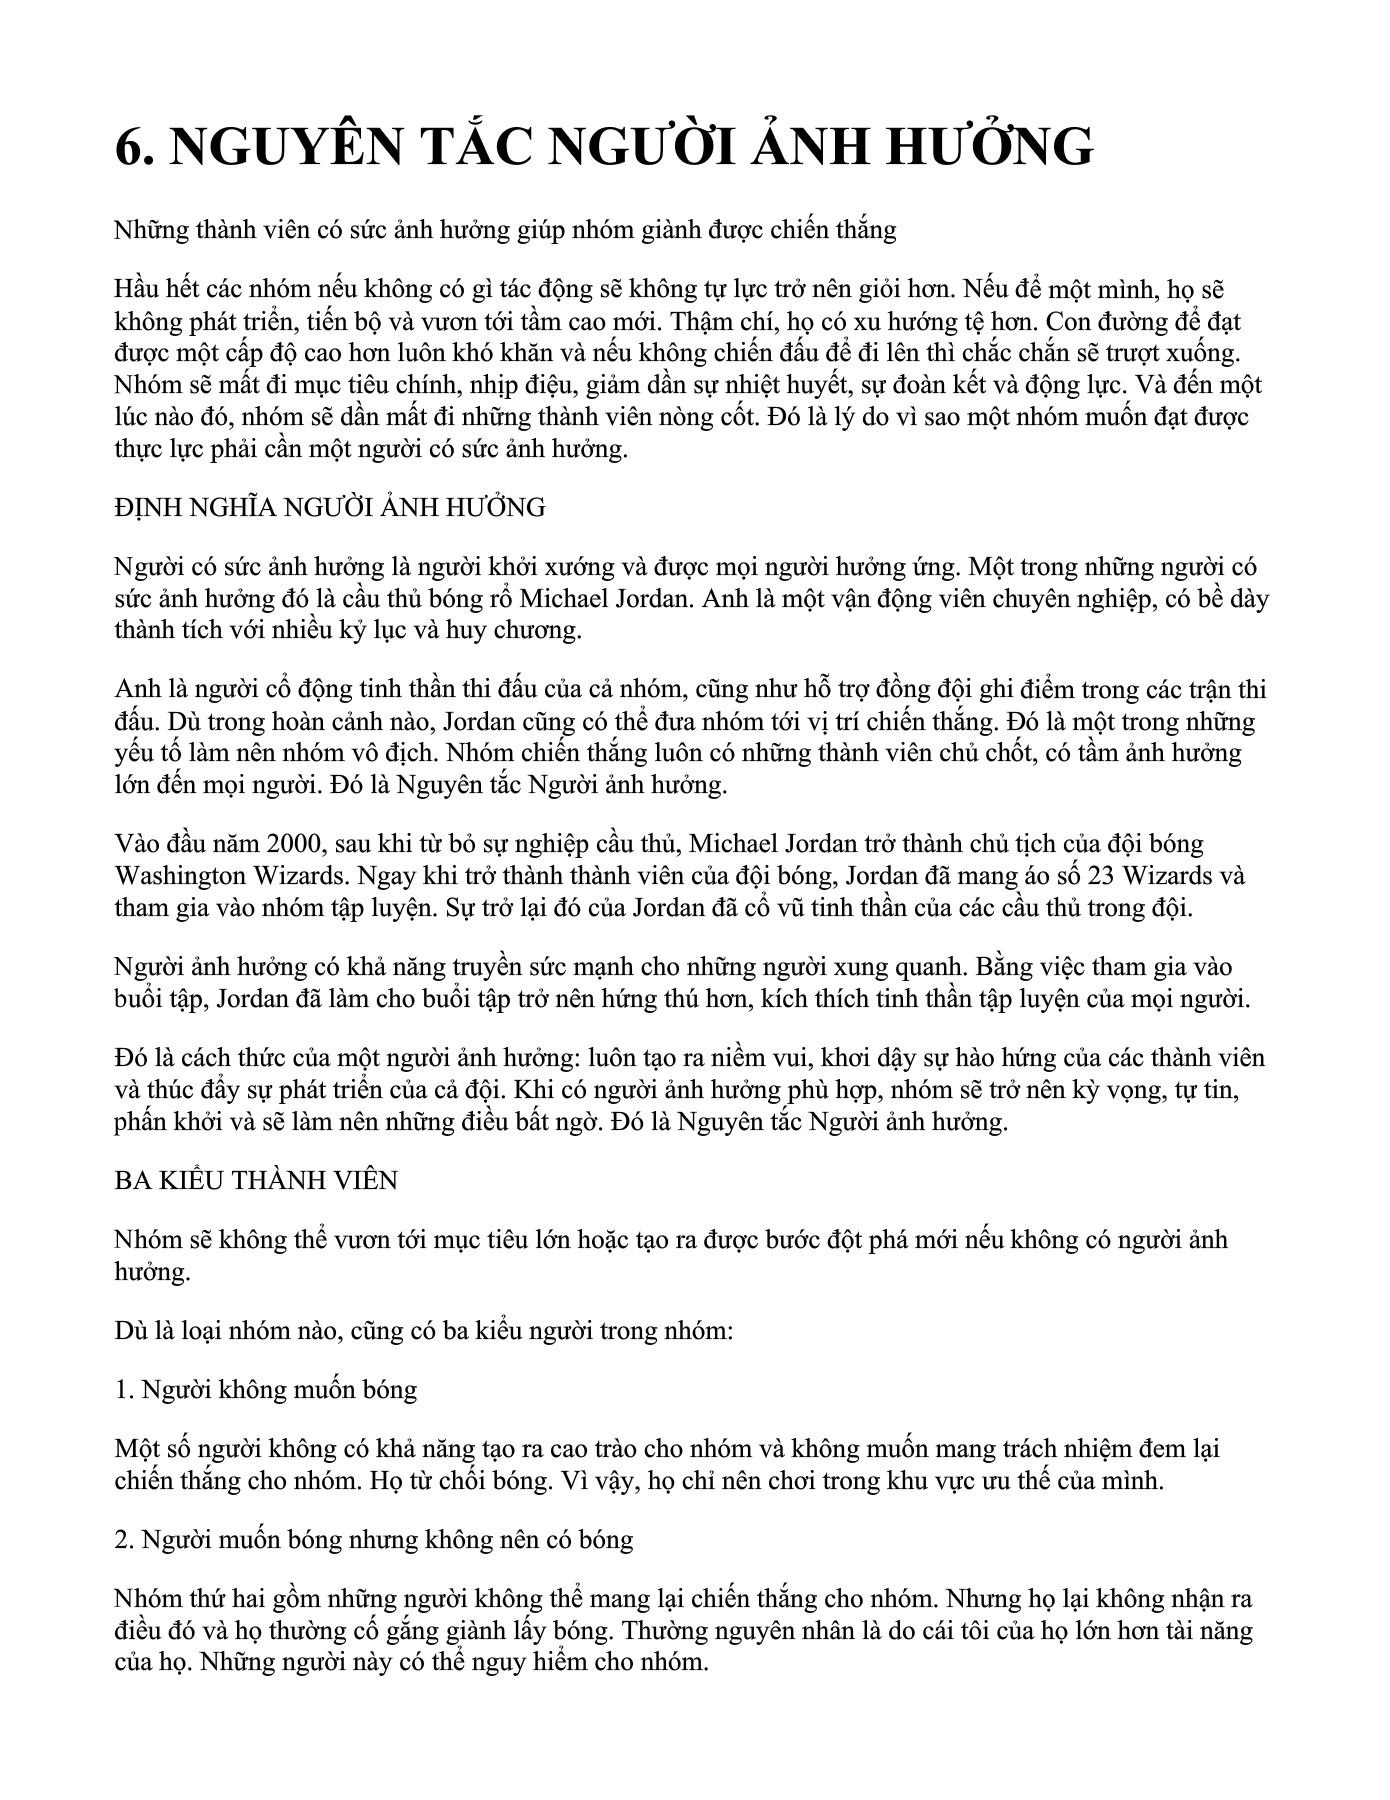 6. NGUYÊN TẮC NGƯỜI ẢNH HƯỞNG
Những thành viên có sức ảnh hưởng giúp nhóm giành được chiến thắng
Hầu hết các nhóm nếu không có gì tác động sẽ không tự lực trở nên giỏi hơn. Nếu để một mình, họ sẽ
không phát triển, tiến bộ và vươn tới tầm cao mới. Thậm chí, họ có xu hướng tệ hơn. Con đường để đạt
được một cấp độ cao hơn luôn khó khăn và nếu không chiến đấu để đi lên thì chắc chắn sẽ trượt xuống.
Nhóm sẽ mất đi mục tiêu chính, nhịp điệu, giảm dần sự nhiệt huyết, sự đoàn kết và động lực. Và đến một
lúc nào đó, nhóm sẽ dần mất đi những thành viên nòng cốt. Đó là lý do vì sao một nhóm muốn đạt được
thực lực phải cần một người có sức ảnh hưởng.
ĐỊNH NGHĨA NGƯỜI ẢNH HƯỞNG
Người có sức ảnh hưởng là người khởi xướng và được mọi người hưởng ứng. Một trong những người có
sức ảnh hưởng đó là cầu thủ bóng rổ Michael Jordan. Anh là một vận động viên chuyên nghiệp, có bề dày
thành tích với nhiều kỷ lục và huy chương.
Anh là người cổ động tinh thần thi đấu của cả nhóm, cũng như hỗ trợ đồng đội ghi điểm trong các trận thi
đấu. Dù trong hoàn cảnh nào, Jordan cũng có thể đưa nhóm tới vị trí chiến thắng. Đó là một trong những
yếu tố làm nên nhóm vô địch. Nhóm chiến thắng luôn có những thành viên chủ chốt, có tầm ảnh hưởng
lớn đến mọi người. Đó là Nguyên tắc Người ảnh hưởng.
Vào đầu năm 2000, sau khi từ bỏ sự nghiệp cầu thủ, Michael Jordan trở thành chủ tịch của đội bóng
Washington Wizards. Ngay khi trở thành thành viên của đội bóng, Jordan đã mang áo số 23 Wizards và
tham gia vào nhóm tập luyện. Sự trở lại đó của Jordan đã cổ vũ tinh thần của các cầu thủ trong đội.
Người ảnh hưởng có khả năng truyền sức mạnh cho những người xung quanh. Bằng việc tham gia vào
buổi tập, Jordan đã làm cho buổi tập trở nên hứng thú hơn, kích thích tinh thần tập luyện của mọi người.
Đó là cách thức của một người ảnh hưởng: luôn tạo ra niềm vui, khơi dậy sự hào hứng của các thành viên
và thúc đẩy sự phát triển của cả đội. Khi có người ảnh hưởng phù hợp, nhóm sẽ trở nên kỳ vọng, tự tin,
phấn khởi và sẽ làm nên những điều bất ngờ. Đó là Nguyên tắc Người ảnh hưởng.
BA KIỂU THÀNH VIÊN
Nhóm sẽ không thể vươn tới mục tiêu lớn hoặc tạo ra được bước đột phá mới nếu không có người ảnh
hưởng.
Dù là loại nhóm nào, cũng có ba kiểu người trong nhóm:
1. Người không muốn bóng
Một số người không có khả năng tạo ra cao trào cho nhóm và không muốn mang trách nhiệm đem lại
chiến thắng cho nhóm. Họ từ chối bóng. Vì vậy, họ chỉ nên chơi trong khu vực ưu thế của mình.
2. Người muốn bóng nhưng không nên có bóng
Nhóm thứ hai gồm những người không thể mang lại chiến thắng cho nhóm. Nhưng họ lại không nhận ra
điều đó và họ thường cố gắng giành lấy bóng. Thường nguyên nhân là do cái tôi của họ lớn hơn tài năng
của họ. Những người này có thể nguy hiểm cho nhóm.